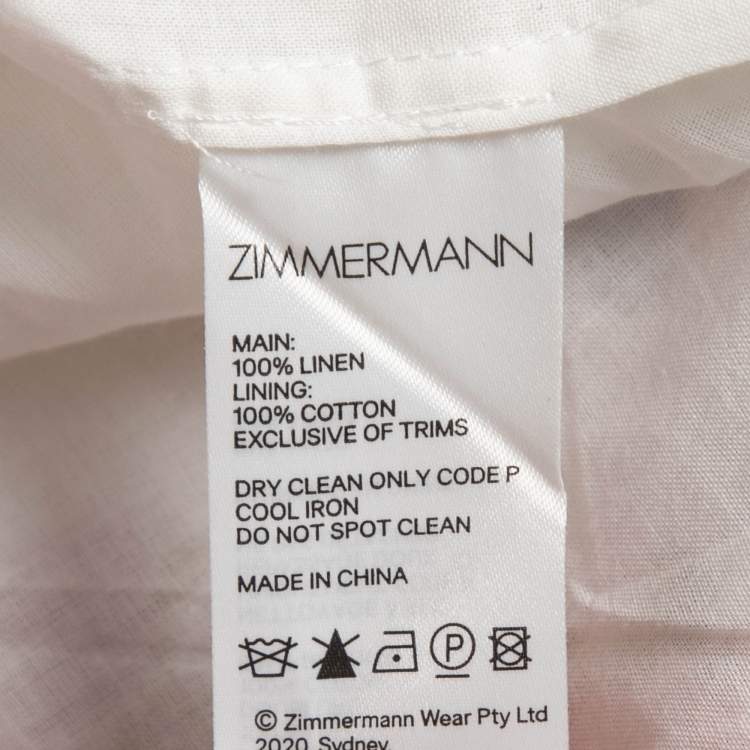 ZIMMERMANN
MAIN:
100% LINEN
LINING:
100% COTTON
EXCLUSIVE OF TRIMS
DRY CLEAN ONLY CODE P
COOL IRON
DO NOT SPOT CLEAN
MADE IN CHINA
P
© Zimmermann Wear Pty Ltd
2020, Sydney